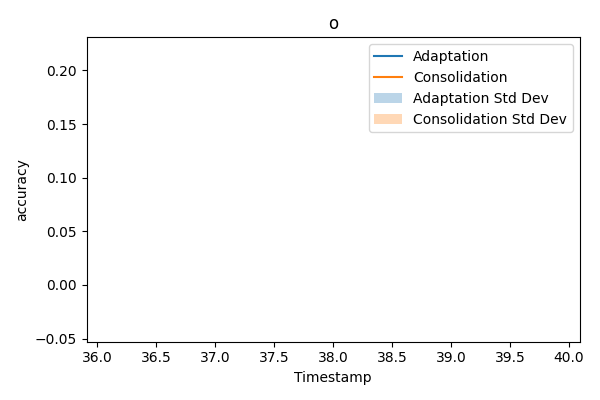 o
Adaptation
Consolidation
Adaptation Std Dev
Consolidation Std Dev
accuracy
0.20
0.15
0.10
0.05
0.00
−0.05
36.0 36.5 37.0 37.5 38.0 38.5 39.0 39.5 40.0
Timestamp